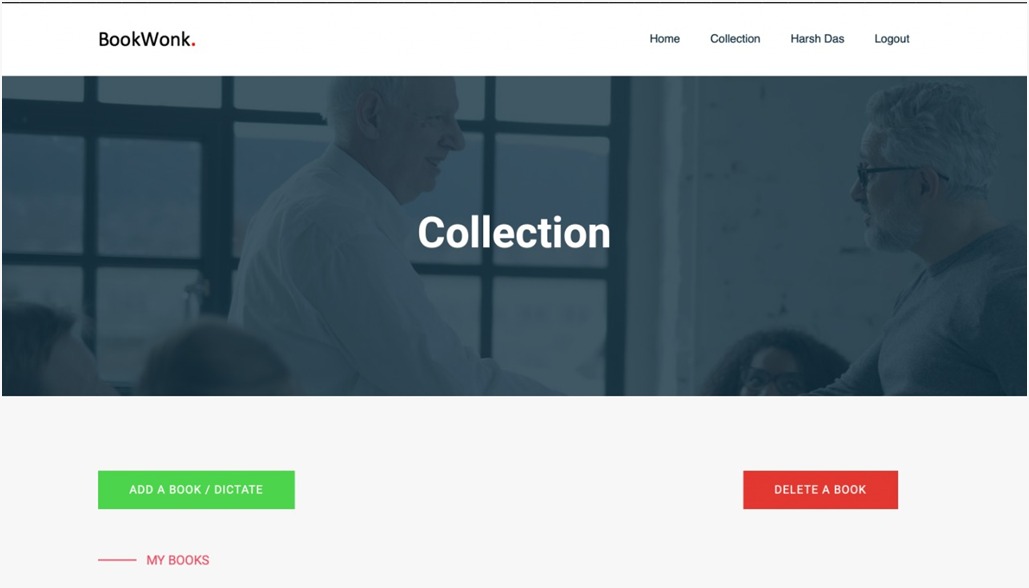 BookWonk.
Home Collection Harsh Das Logout
Collection
ADD A BOOK / DICTATE
DELETE A BOOK
MY BOOKS